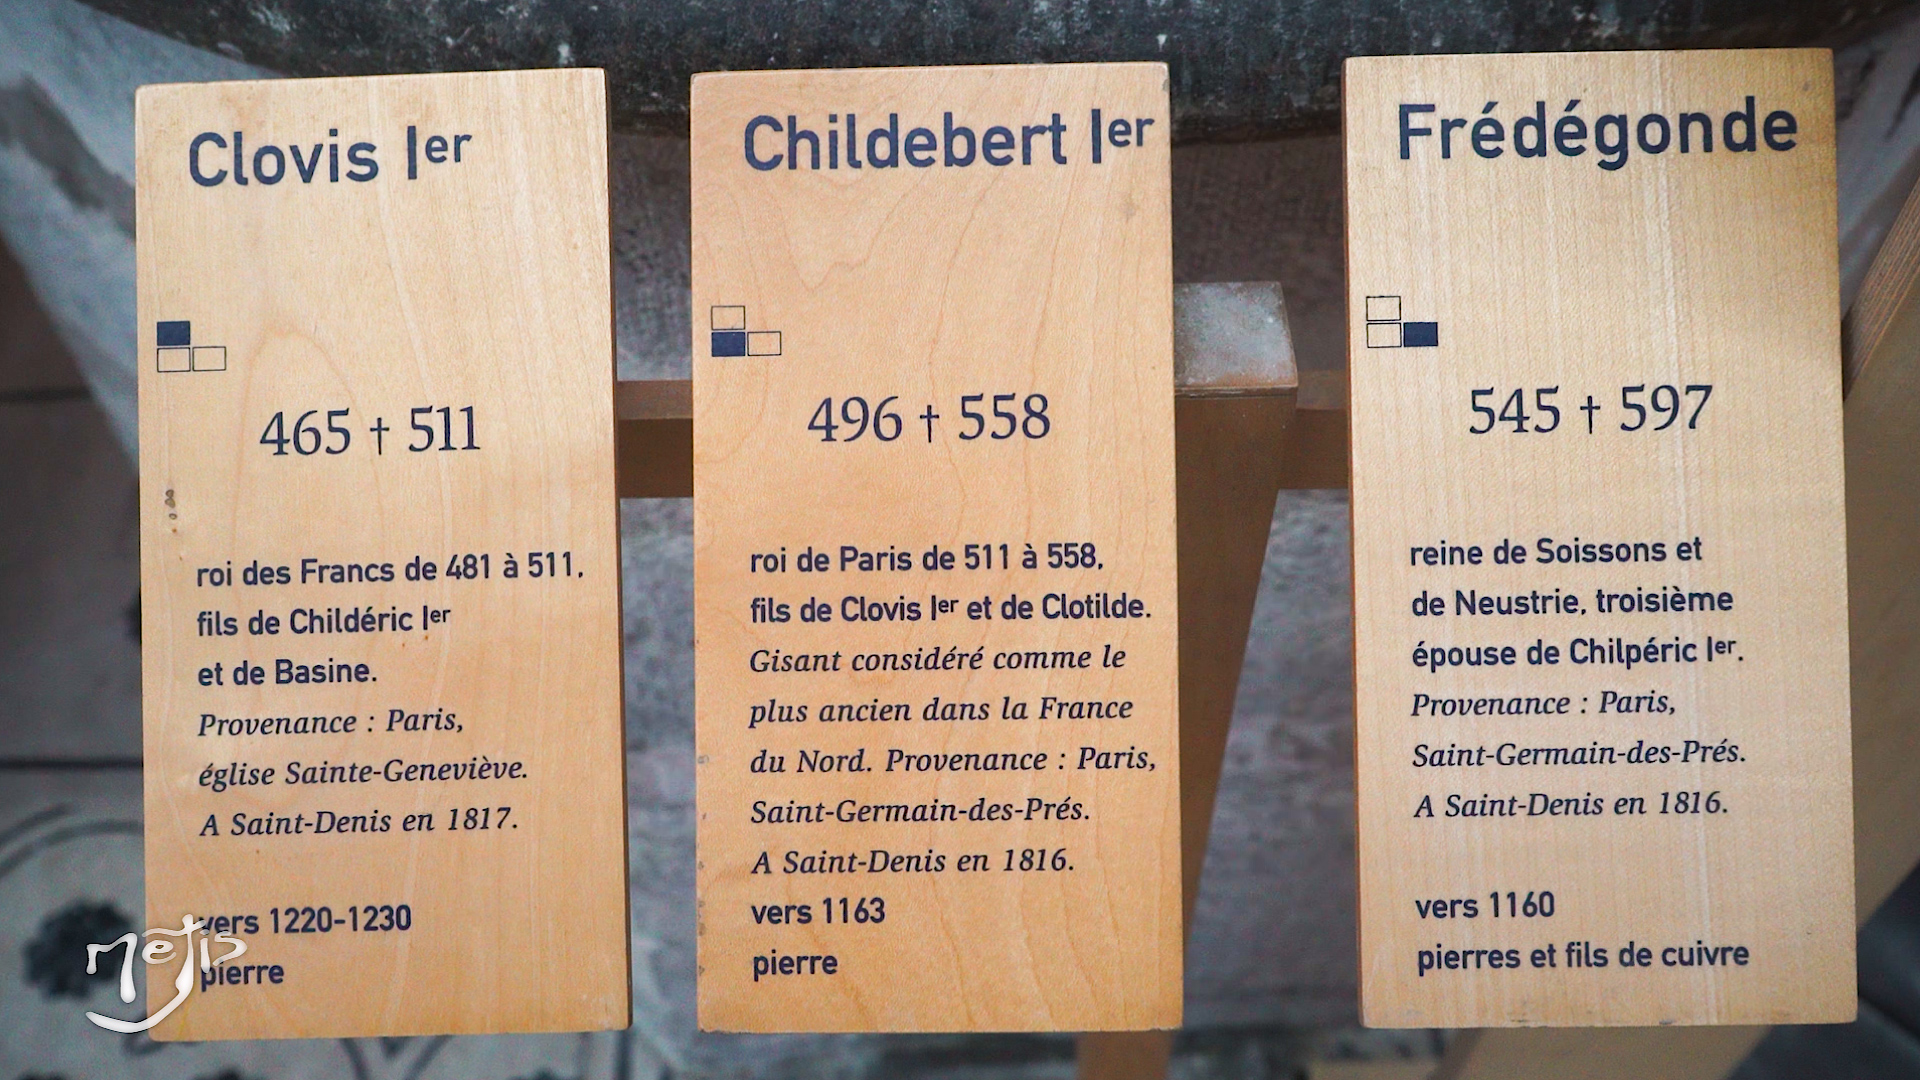 Clovis Ier
465 † 511
roi des Francs de 481 à 511,
fils de Childéric Ier
et de Basine.
Provenance : Paris,
église Sainte-Geneviève.
A Saint-Denis en 1817.
vers 1220-1230
pierre
Childebert Ier
496 † 558
roi de Paris de 511 à 558,
fils de Clovis Ier et de Clotilde.
Gisant considéré comme le
plus ancien dans la France
du Nord. Provenance : Paris,
Saint-Germain-des-Prés.
A Saint-Denis en 1816.
vers 1163
pierre
Frédégonde
545 † 597
reine de Soissons et
de Neustrie, troisième
épouse de Chilpéric Ier.
Provenance : Paris,
Saint-Germain-des-Prés.
A Saint-Denis en 1816.
vers 1160
pierres et fils de cuivre
Metis